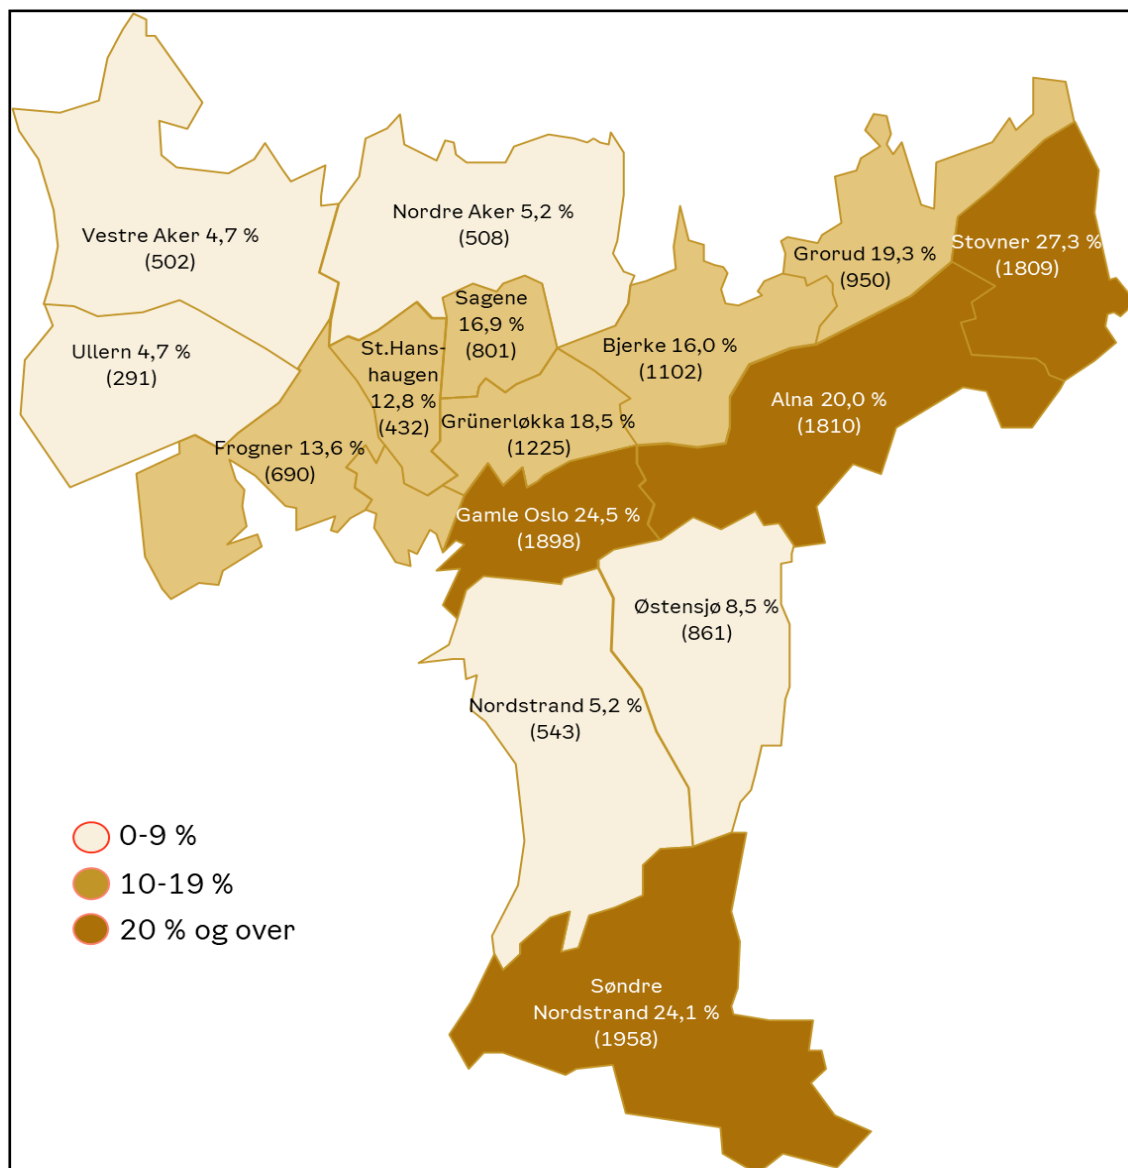 Vestre Aker 4,7 %
(502)
Nordre Aker 5,2 %
(508)
Stovner 27,3 %
(1809)
Grorud 19,3 %
(950)
Sagene
16,9 %
(801)
Ullern 4,7 %
(291)
St.Hans-
haugen
12,8 %
(432)
Bjerke 16,0 %
(1102)
Alna 20,0 %
(1810)
Grünerløkka 18,5 %
(1225)
Frogner 13,6 %
(690)
Gamle Oslo 24,5 %
(1898)
Østensjø 8,5 %
(861)
Nordstrand 5,2 %
(543)
0-9 %
10-19 %
20 % og over
Søndre
Nordstrand 24,1 %
(1958)